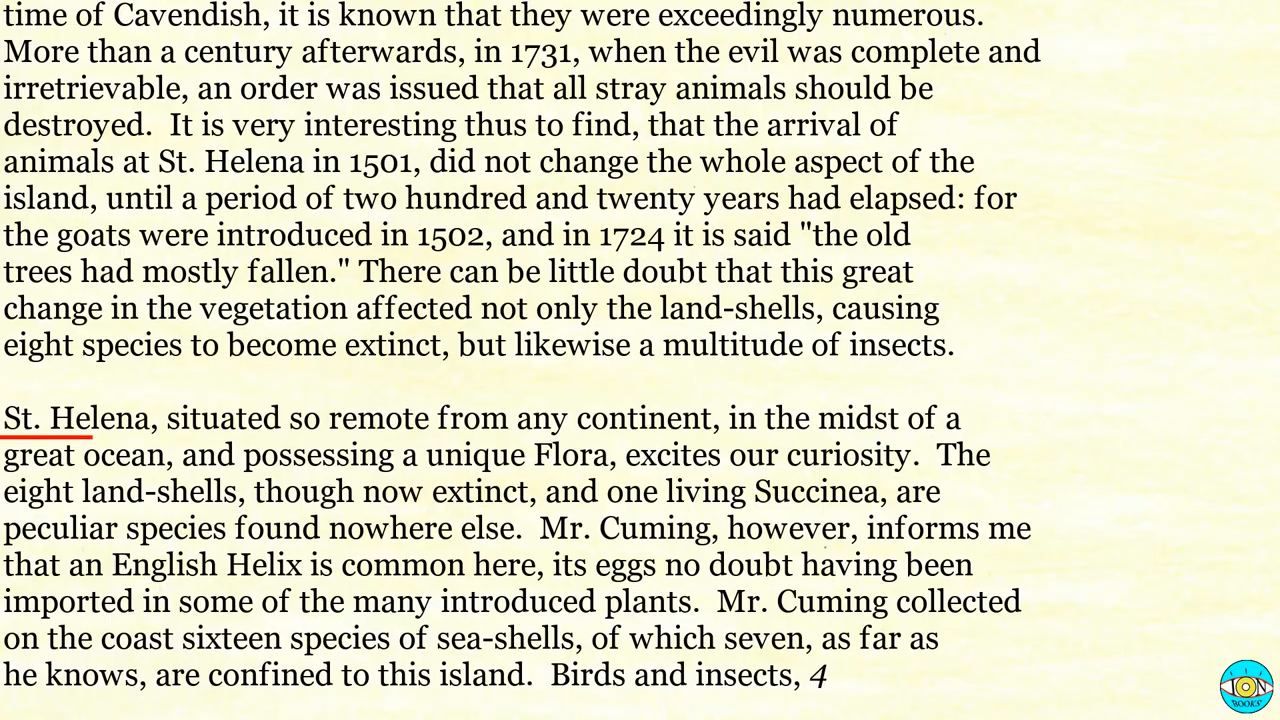 time of Cavendish, it is known that they were exceedingly numerous.
More than a century afterwards, in 1731, when the evil was complete and
irretrievable, an order was issued that all stray animals should be
destroyed.  It is very interesting thus to find, that the arrival of
animals at St. Helena in 1501, did not change the whole aspect of the
island, until a period of two hundred and twenty years had elapsed: for
the goats were introduced in 1502, and in 1724 it is said "the old
trees had mostly fallen." There can be little doubt that this great
change in the vegetation affected not only the land-shells, causing
eight species to become extinct, but likewise a multitude of insects.

St. Helena, situated so remote from any continent, in the midst of a
great ocean, and possessing a unique Flora, excites our curiosity.  The
eight land-shells, though now extinct, and one living Succinea, are
peculiar species found nowhere else.  Mr. Cuming, however, informs me
that an English Helix is common here, its eggs no doubt having been
imported in some of the many introduced plants.  Mr. Cuming collected
on the coast sixteen species of sea-shells, of which seven, as far as
he knows, are confined to this island.  Birds and insects, 4
ION
BOOKS